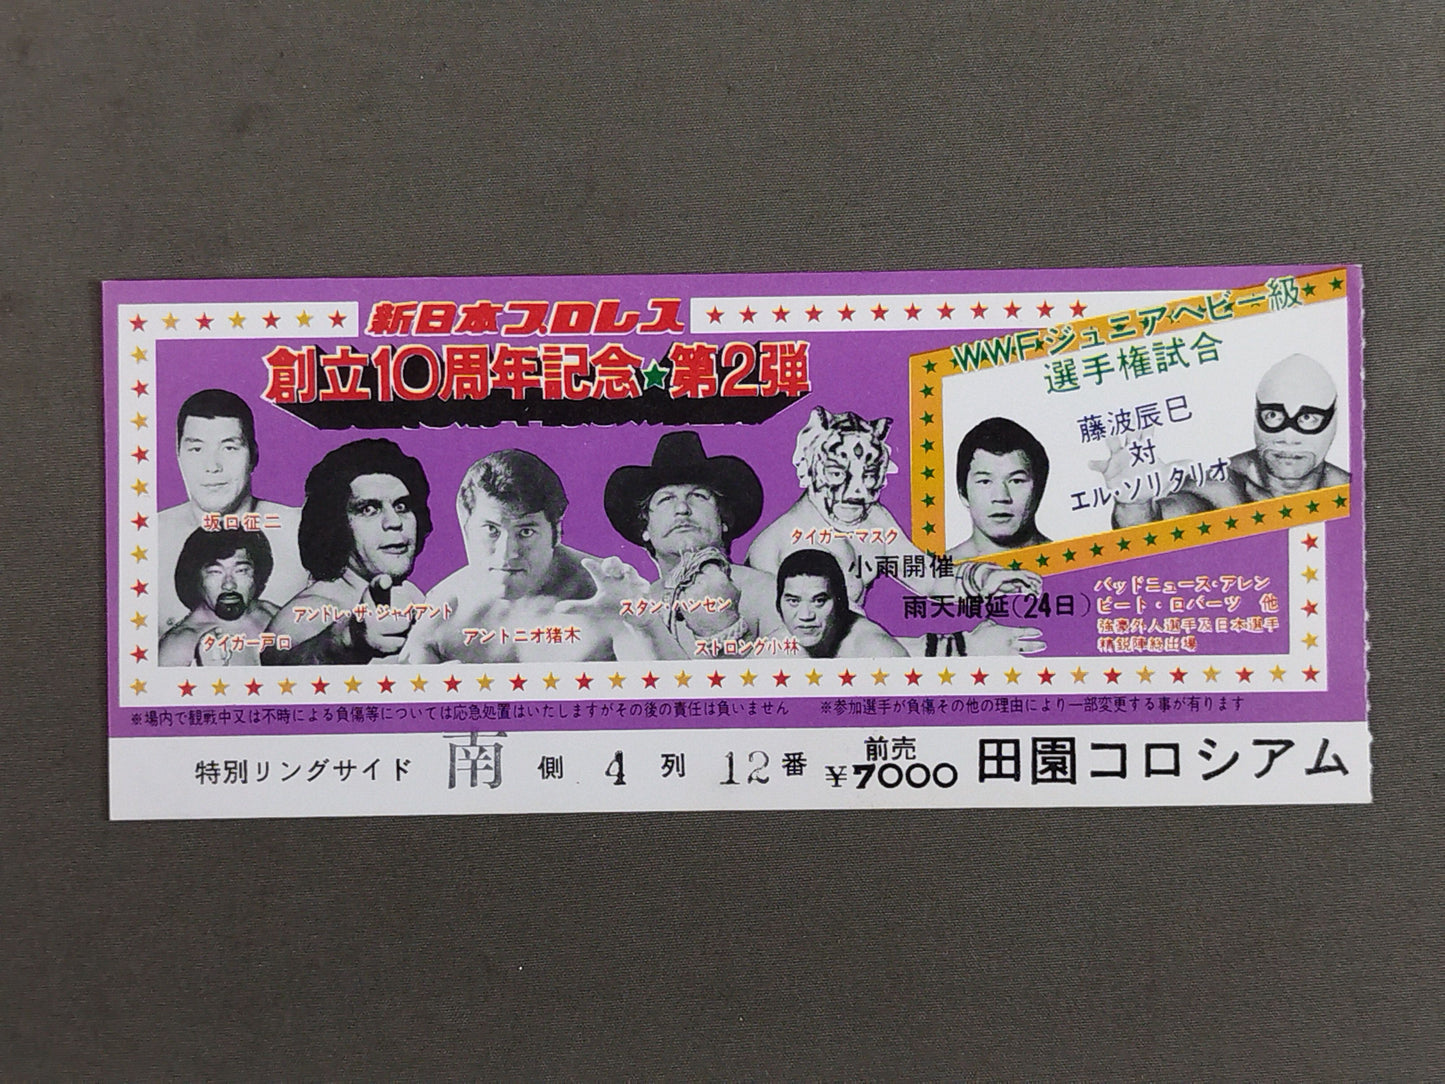 新日本プロレス
創立10周年記念★第2弾
WWFジュニアヘビー級
選手権試合
藤波辰巳
対
エル・ソリタリオ
坂口征二
タイガー戸口
アンドレ・ザ・ジャイアント
アントニオ猪木
スタン・ハンセン
ストロング小林
タイガー・マスク
小雨開催
雨天順延(24日)
バッドニュース・アレン
ピート・ロバーツ 他
強豪外人選手及日本選手
精鋭陣総出場
※場内で観戦中又は不時による負傷等については応急処置はいたしますがその後の責任は負いません ※参加選手が負傷その他の理由により一部変更する事が有ります
特別リングサイド 南 側 4 列 12 番 前売 ¥7000 田園コロシアム